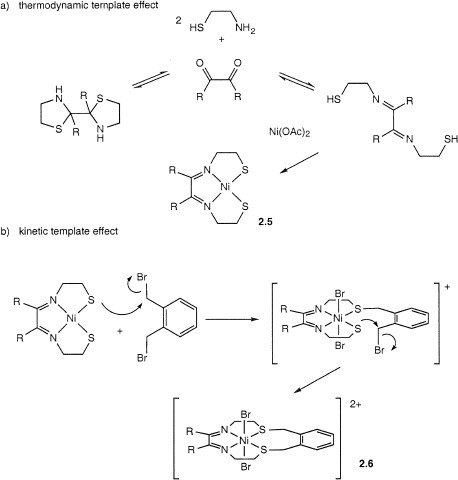 a) thermodynamic template effect
2 HS NH2
+
H
N S R O O
R R
S R N
H
SH N R
R N SH
Ni(OAc)2
R N S
Ni
R N S
2.5
b) kinetic template effect
Br
R N S
Ni +
R N S
Br
+
Br
R N S
Ni
R N S
Br Br
2+
Br
R N S
Ni
R N S
Br
2.6